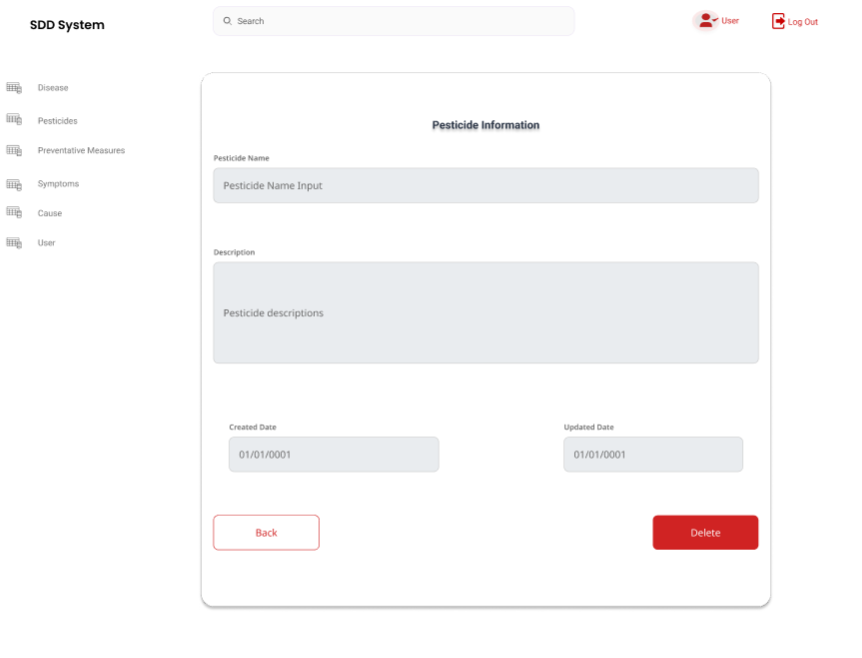 SDD System
Search
User
Log Out
Disease
Pesticides
Preventative Measures
Symptoms
Cause
User
Pesticide Information
Pesticide Name
Pesticide Name Input
Description
Pesticide descriptions
Created Date
Updated Date
01/01/0001
01/01/0001
Back
Delete